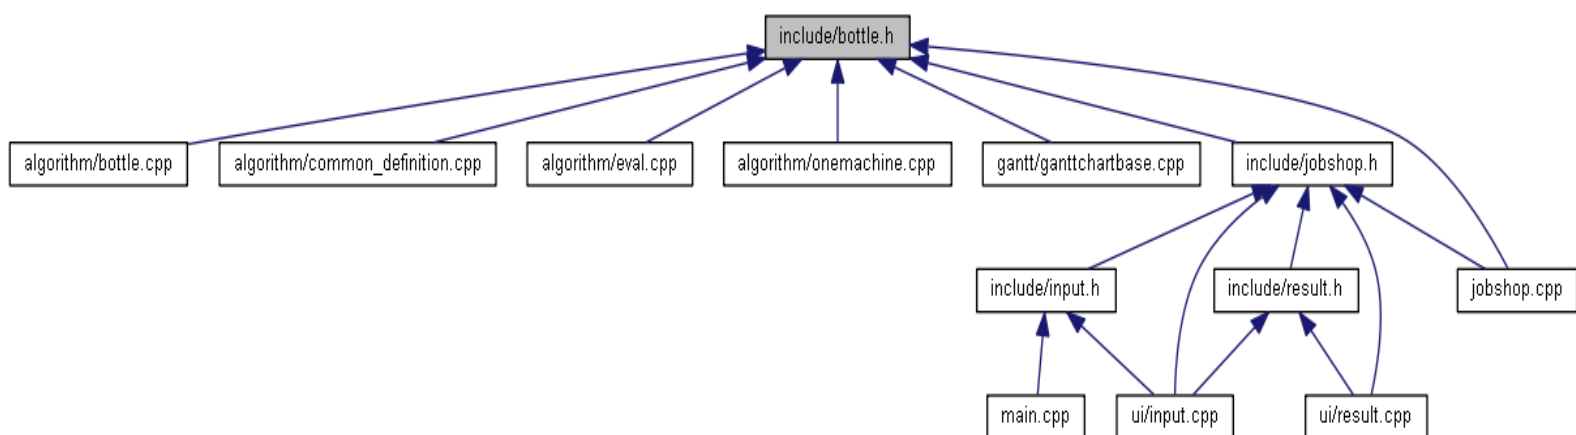 include/bottle.h
algorithm/bottle.cpp
algorithm/common_definition.cpp
algorithm/eval.cpp
algorithm/onemachine.cpp
gantt/ganttchartbase.cpp
include/jobshop.h
include/input.h
include/result.h
jobshop.cpp
main.cpp
ui/input.cpp
ui/result.cpp